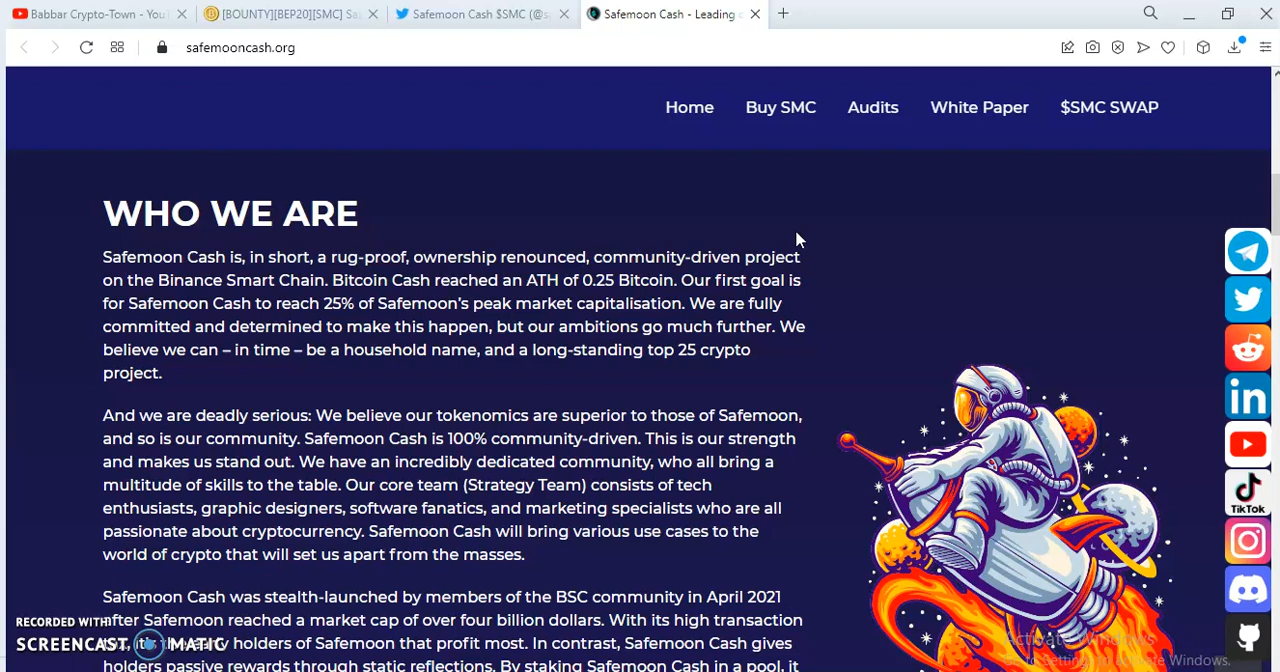 Babbar Crypto-Town - You
[BOUNTY][BEP20][SMC] Sa
Safemoon Cash $SMC (@s
Safemoon Cash - Leading c
safemooncash.org
Home Buy SMC Audits White Paper $SMC SWAP
WHO WE ARE
Safemoon Cash is, in short, a rug-proof, ownership renounced, community-driven project
on the Binance Smart Chain. Bitcoin Cash reached an ATH of 0.25 Bitcoin. Our first goal is
for Safemoon Cash to reach 25% of Safemoon’s peak market capitalisation. We are fully
committed and determined to make this happen, but our ambitions go much further. We
believe we can – in time – be a household name, and a long-standing top 25 crypto
project.
And we are deadly serious: We believe our tokenomics are superior to those of Safemoon,
and so is our community. Safemoon Cash is 100% community-driven. This is our strength
and makes us stand out. We have an incredibly dedicated community, who all bring a
multitude of skills to the table. Our core team (Strategy Team) consists of tech
enthusiasts, graphic designers, software fanatics, and marketing specialists who are all
passionate about cryptocurrency. Safemoon Cash will bring various use cases to the
world of crypto that will set us apart from the masses.
Safemoon Cash was stealth-launched by members of the BSC community in April 2021
after Safemoon reached a market cap of over four billion dollars. With its high transaction
holders of Safemoon that profit most. In contrast, Safemoon Cash gives
holders passive rewards through static reflections. By staking Safemoon Cash in a pool, it
TikTok
RECORDED WITH
SCREENCAST MATIC
Activate Windows
Go to Settings to activate Windows.